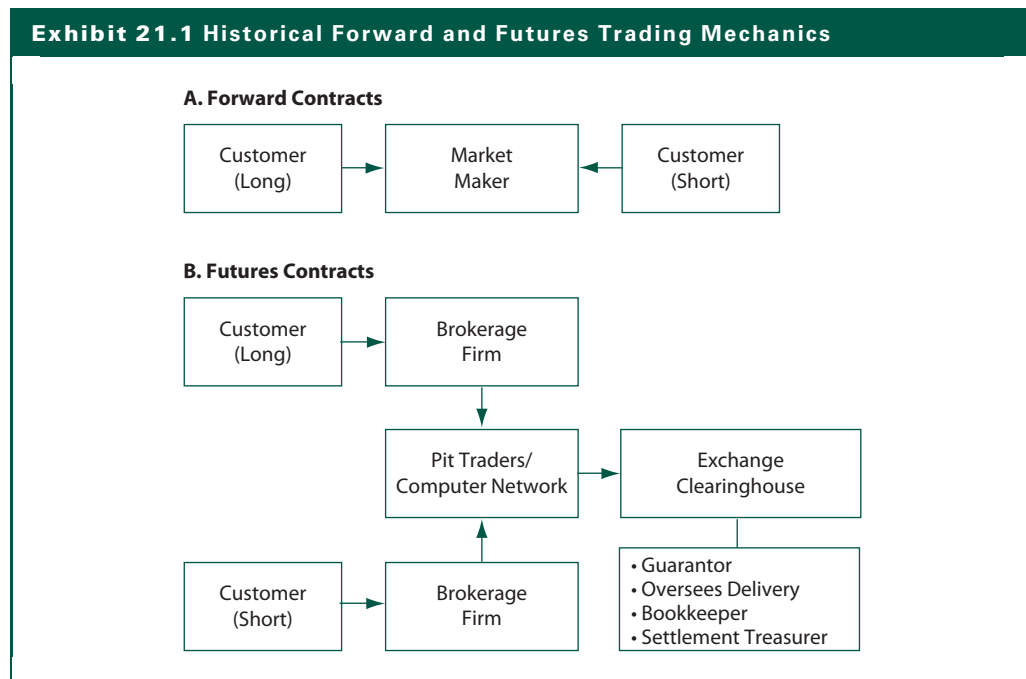 Exhibit 21.1 Historical Forward and Futures Trading Mechanics
A. Forward Contracts
Customer
(Long)
Market
Maker
Customer
(Short)
B. Futures Contracts
Customer
(Long)
Brokerage
Firm
Pit Traders/
Computer Network
Exchange
Clearinghouse
Customer
(Short)
Brokerage
Firm
• Guarantor
• Oversees Delivery
• Bookkeeper
• Settlement Treasurer